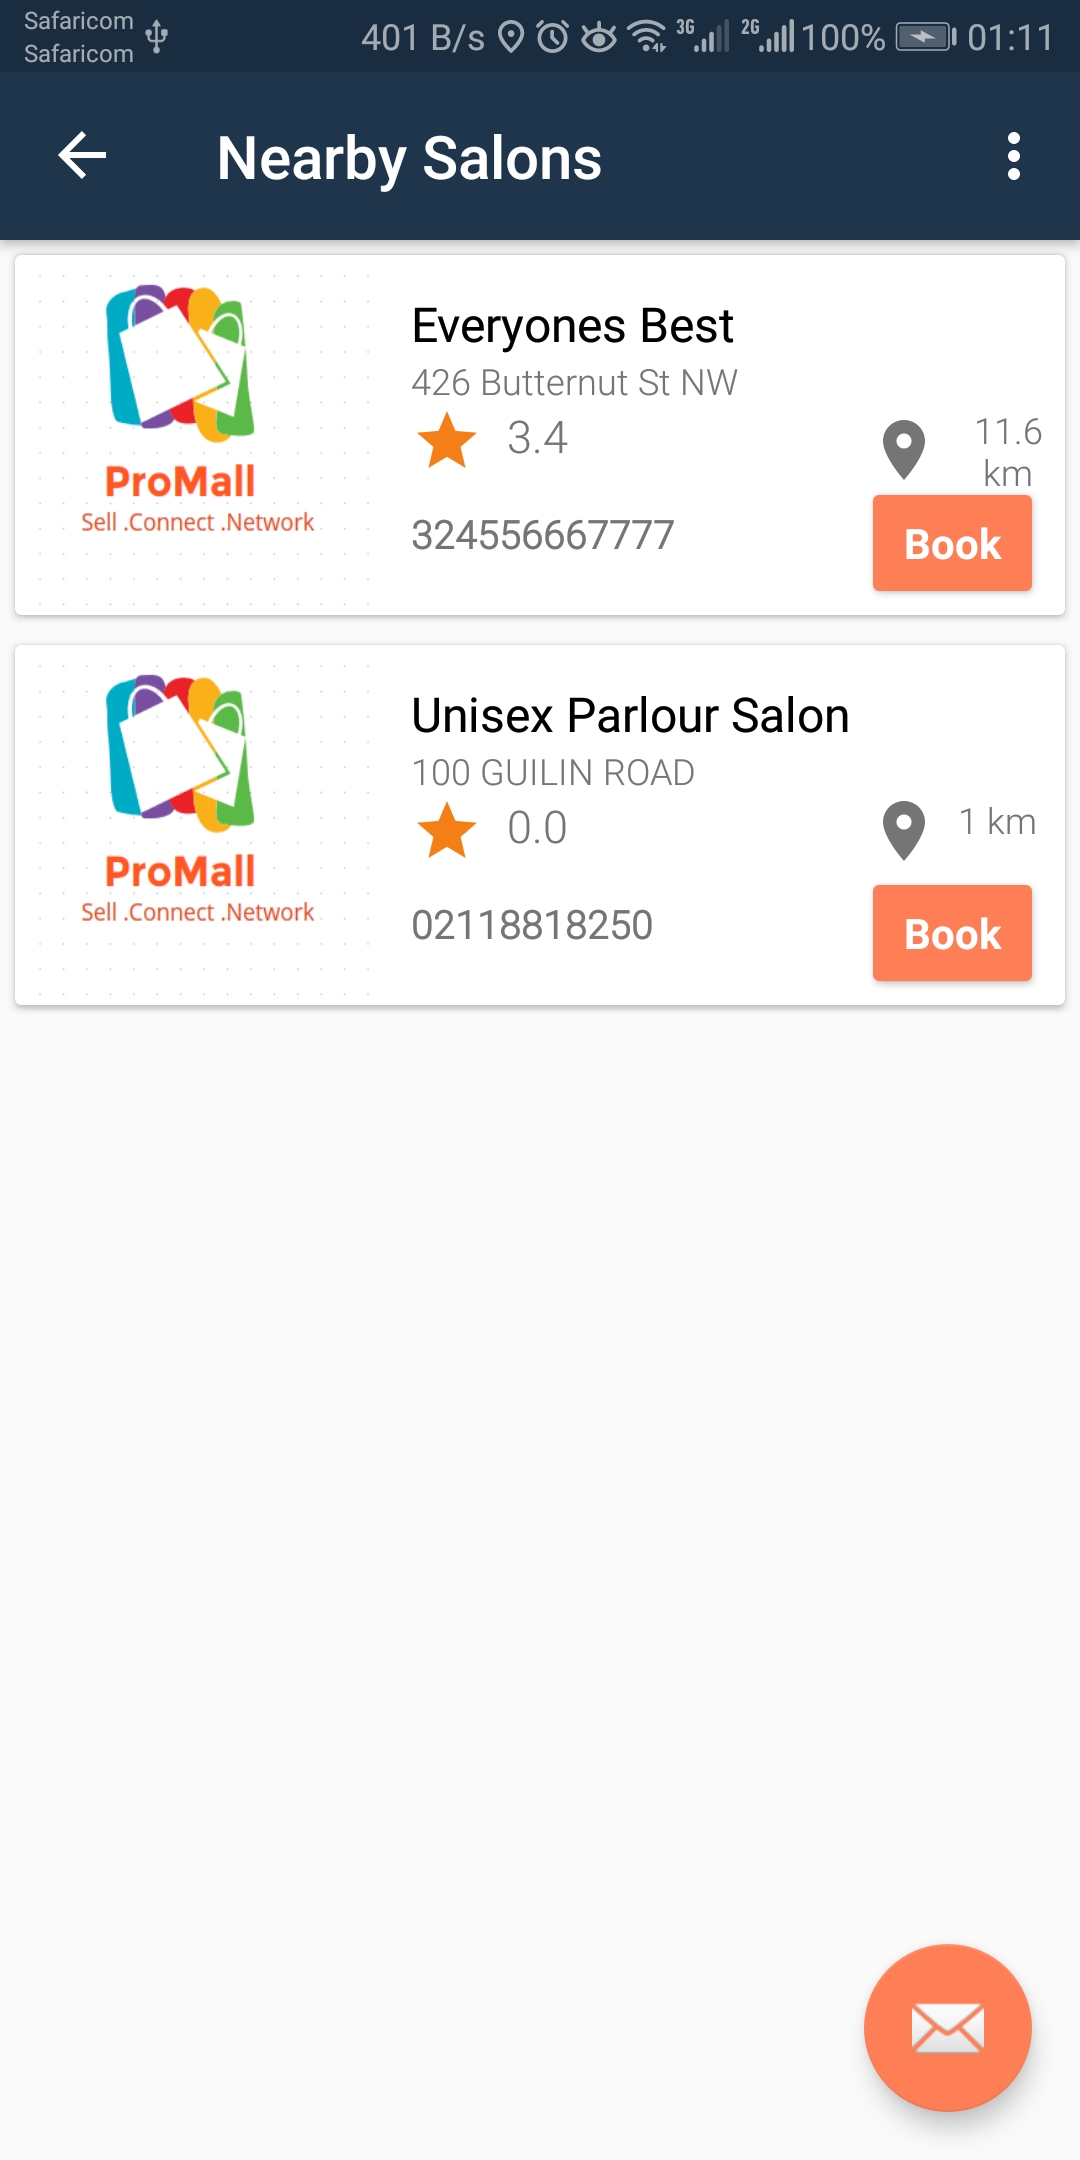 Safaricom
Safaricom
401 B/s 3G 2G 100% 01:11
Nearby Salons
ProMall
Sell .Connect .Network
Everyones Best
426 Butternut St NW
3.4
11.6
km
324556667777
Book
ProMall
Sell .Connect .Network
Unisex Parlour Salon
100 GUILIN ROAD
0.0
1 km
02118818250
Book